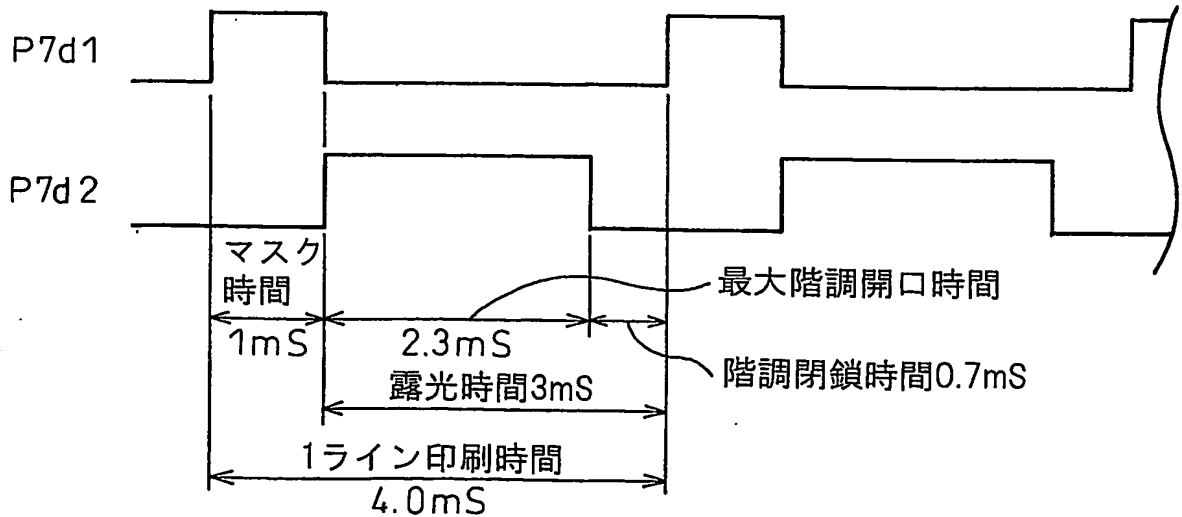 P7d1
P7d2
マスク
時間
1mS
2.3mS
最大階調開口時間
階調閉鎖時間0.7mS
露光時間3mS
1ライン印刷時間
4.0mS